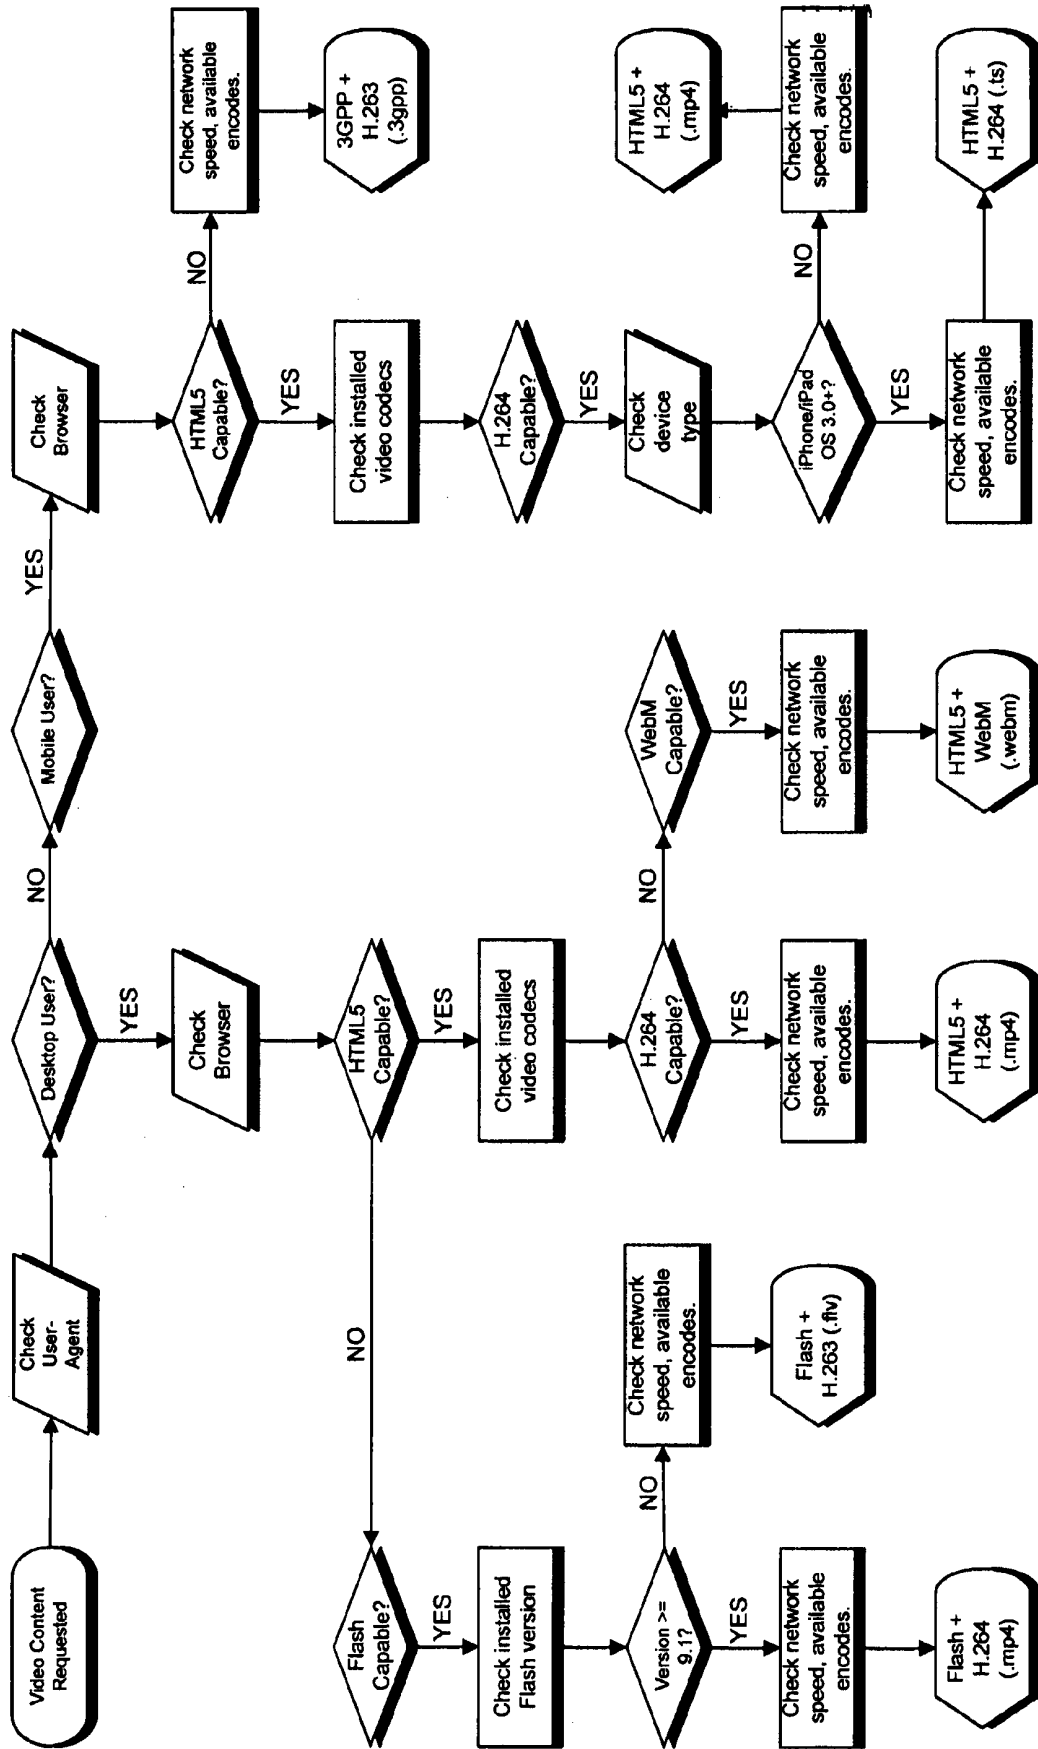 Video Content
Requested
Check
User-
Agent
Desktop User?
NO
Mobile User?
YES
Check
Browser
YES
Check
Browser
HTML5
Capable?
NO
Check network
speed, available
encodes.
3GPP +
H.263
(.3gpp)
YES
Check installed
video codecs
H.264
Capable?
YES
Check
device
type
iPhone/iPad
OS 3.0+?
NO
Check network
speed, available
encodes.
HTML5 +
H.264
(.mp4)
YES
Check network
speed, available
encodes.
HTML5 +
H.264 (.ts)
HTML5
Capable?
NO
YES
Check installed
video codecs
H.264
Capable?
NO
WebM
Capable?
YES
Check network
speed, available
encodes.
HTML5 +
WebM
(.webm)
YES
Check network
speed, available
encodes.
HTML5 +
H.264
(.mp4)
Flash
Capable?
YES
Check installed
Flash version
Version >=
9.1?
NO
Check network
speed, available
encodes.
Flash +
H.263 (.flv)
YES
Check network
speed, available
encodes.
Flash +
H.264
(.mp4)